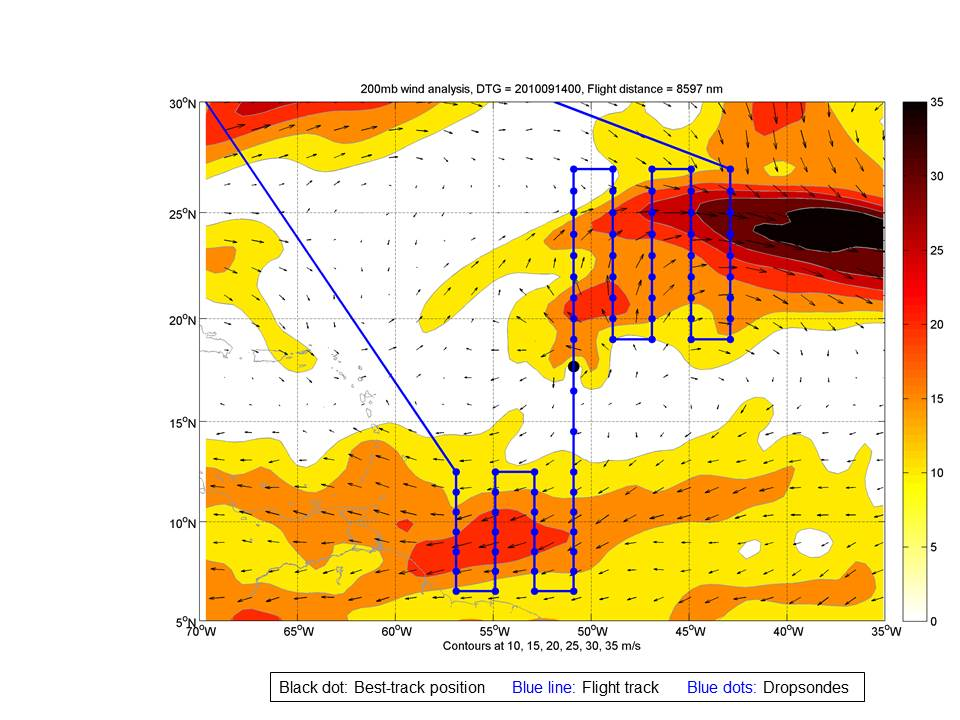 200mb wind analysis, DTG = 2010091400, Flight distance = 8597 nm
30°N
25°N
20°N
15°N
10°N
5°N
70°W 65°W 60°W 55°W 50°W 45°W 40°W 35°W
Contours at 10, 15, 20, 25, 30, 35 m/s
35
30
25
20
15
10
5
0
Black dot: Best-track position Blue line: Flight track Blue dots: Dropsondes